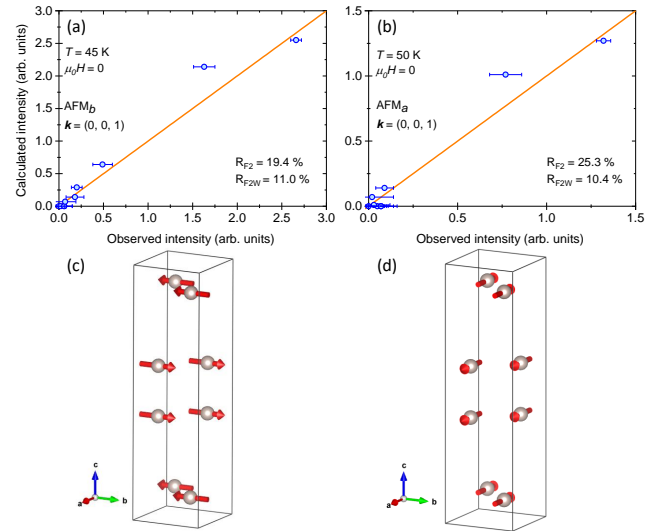 (a)
3.0
2.5
2.0
1.5
1.0
0.5
0.0
0.0 0.5 1.0 1.5 2.0 2.5 3.0
Calculated intensity (arb. units)
Observed intensity (arb. units)
T = 45 K
μ0H = 0
AFMb
k = (0, 0, 1)
RF2 = 19.4 %
RF2W = 11.0 %
(b)
1.5
1.0
0.5
0.0
0.0 0.5 1.0 1.5
Observed intensity (arb. units)
T = 50 K
μ0H = 0
AFMa
k = (0, 0, 1)
RF2 = 25.3 %
RF2W = 10.4 %
(c)
c
a
b
(d)
c
a
b